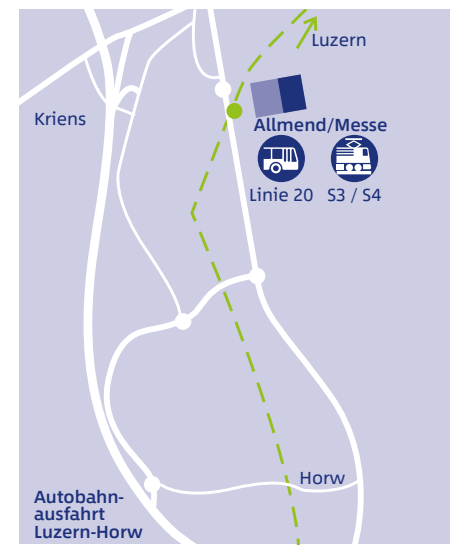 Luzern
Kriens
Allmend/Messe
Linie 20
S3 / S4
Horw
Autobahn-
ausfahrt
Luzern-Horw